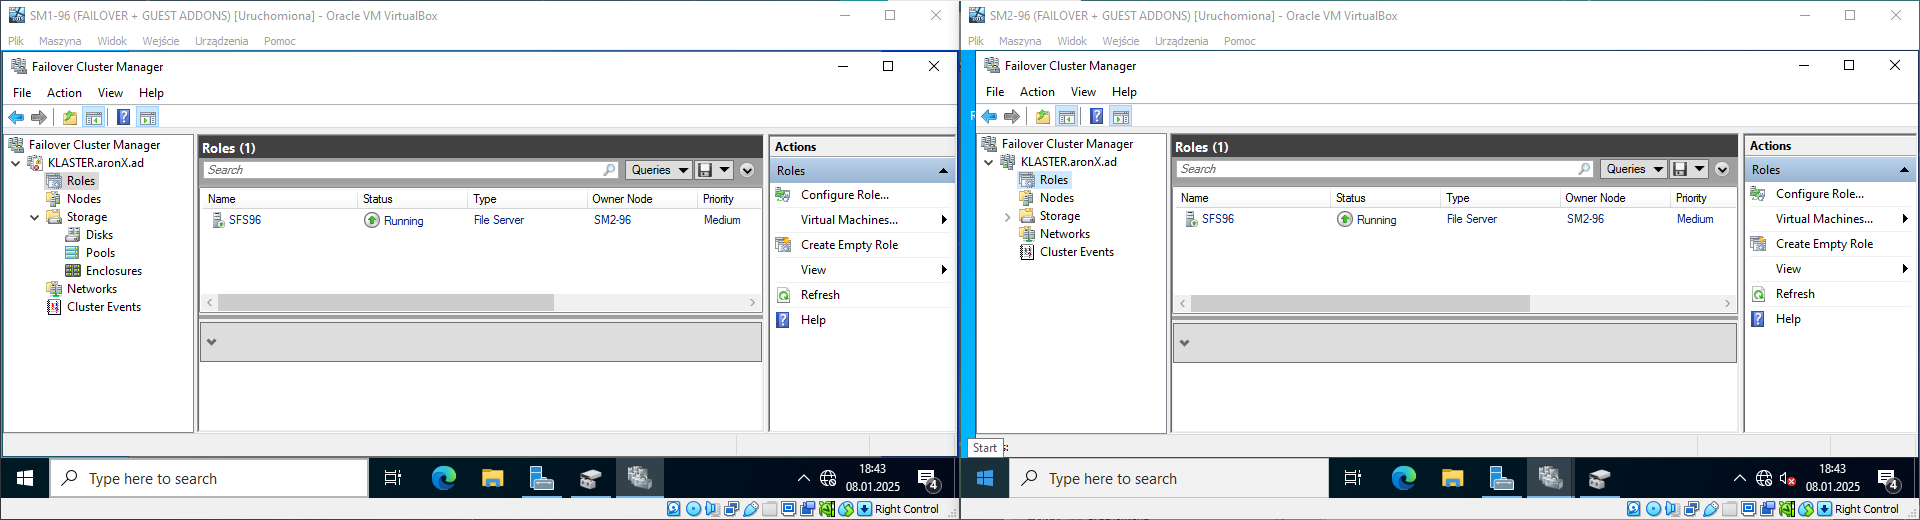 SM1-96 (FAILOVER + GUEST ADDONS) [Uruchomiona] - Oracle VM VirtualBox
Plik Maszyna Widok Wejście Urządzenia Pomoc
Failover Cluster Manager
File Action View Help
Failover Cluster Manager
KLASTER.aronX.ad
Roles
Nodes
Storage
Disks
Pools
Enclosures
Networks
Cluster Events
Roles (1)
Search
Queries
Name Status Type Owner Node Priority
SFS96 Running File Server SM2-96 Medium
Actions
Roles
Configure Role...
Virtual Machines...
Create Empty Role
View
Refresh
Help
Type here to search
18:43
08.01.2025
4
Right Control
SM2-96 (FAILOVER + GUEST ADDONS) [Uruchomiona] - Oracle VM VirtualBox
Plik Maszyna Widok Wejście Urządzenia Pomoc
Failover Cluster Manager
File Action View Help
Failover Cluster Manager
KLASTER.aronX.ad
Roles
Nodes
Storage
Networks
Cluster Events
Roles (1)
Search
Queries
Name Status Type Owner Node Priority
SFS96 Running File Server SM2-96 Medium
Actions
Roles
Configure Role...
Virtual Machines...
Create Empty Role
View
Refresh
Help
Start
Type here to search
18:43
08.01.2025
4
Right Control